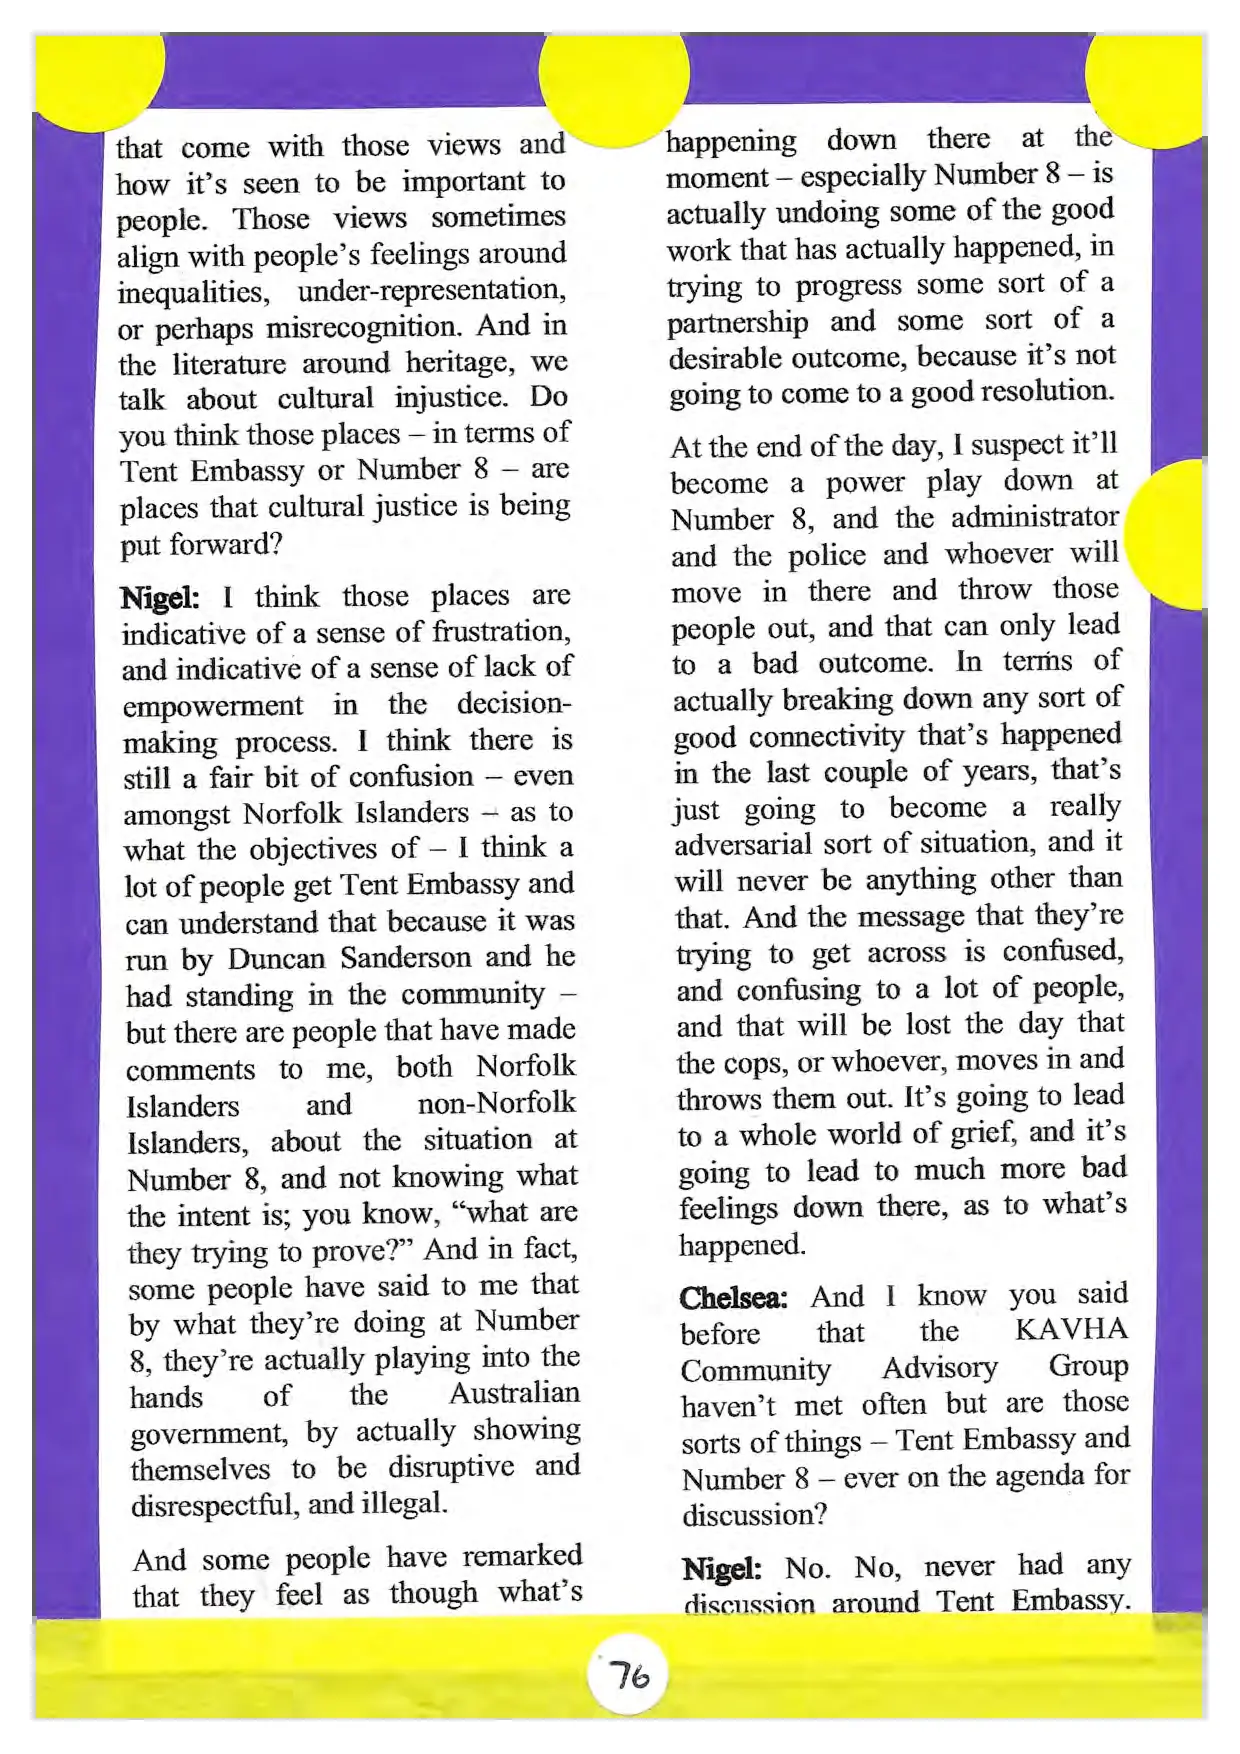 that come with those views and
how it’s seen to be important to
people. Those views sometimes
align with people’s feelings around
inequalities, under-representation,
or perhaps misrecognition. And in
the literature around heritage, we
talk about cultural injustice. Do
you think those places – in terms of
Tent Embassy or Number 8 – are
places that cultural justice is being
put forward?
Nigel: I think those places are
indicative of a sense of frustration,
and indicative of a sense of lack of
empowerment in the decision-
making process. I think there is
still a fair bit of confusion – even
amongst Norfolk Islanders – as to
what the objectives of – I think a
lot of people get Tent Embassy and
can understand that because it was
run by Duncan Sanderson and he
had standing in the community –
but there are people that have made
comments to me, both Norfolk
Islanders and non-Norfolk
Islanders, about the situation at
Number 8, and not knowing what
the intent is; you know, “what are
they trying to prove?” And in fact,
some people have said to me that
by what they’re doing at Number
8, they’re actually playing into the
hands of the Australian
government, by actually showing
themselves to be disruptive and
disrespectful, and illegal.
And some people have remarked
that they feel as though what’s
happening down there at the
moment – especially Number 8 – is
actually undoing some of the good
work that has actually happened, in
trying to progress some sort of a
partnership and some sort of a
desirable outcome, because it’s not
going to come to a good resolution.
At the end of the day, I suspect it’ll
become a power play down at
Number 8, and the administrator
and the police and whoever will
move in there and throw those
people out, and that can only lead
to a bad outcome. In terms of
actually breaking down any sort of
good connectivity that’s happened
in the last couple of years, that’s
just going to become a really
adversarial sort of situation, and it
will never be anything other than
that. And the message that they’re
trying to get across is confused,
and confusing to a lot of people,
and that will be lost the day that
the cops, or whoever, moves in and
throws them out. It’s going to lead
to a whole world of grief, and it’s
going to lead to much more bad
feelings down there, as to what’s
happened.
Chelsea: And I know you said
before that the KAVHA
Community Advisory Group
haven’t met often but are those
sorts of things – Tent Embassy and
Number 8 – ever on the agenda for
discussion?
Nigel: No. No, never had any
discussion around Tent Embassy.
76